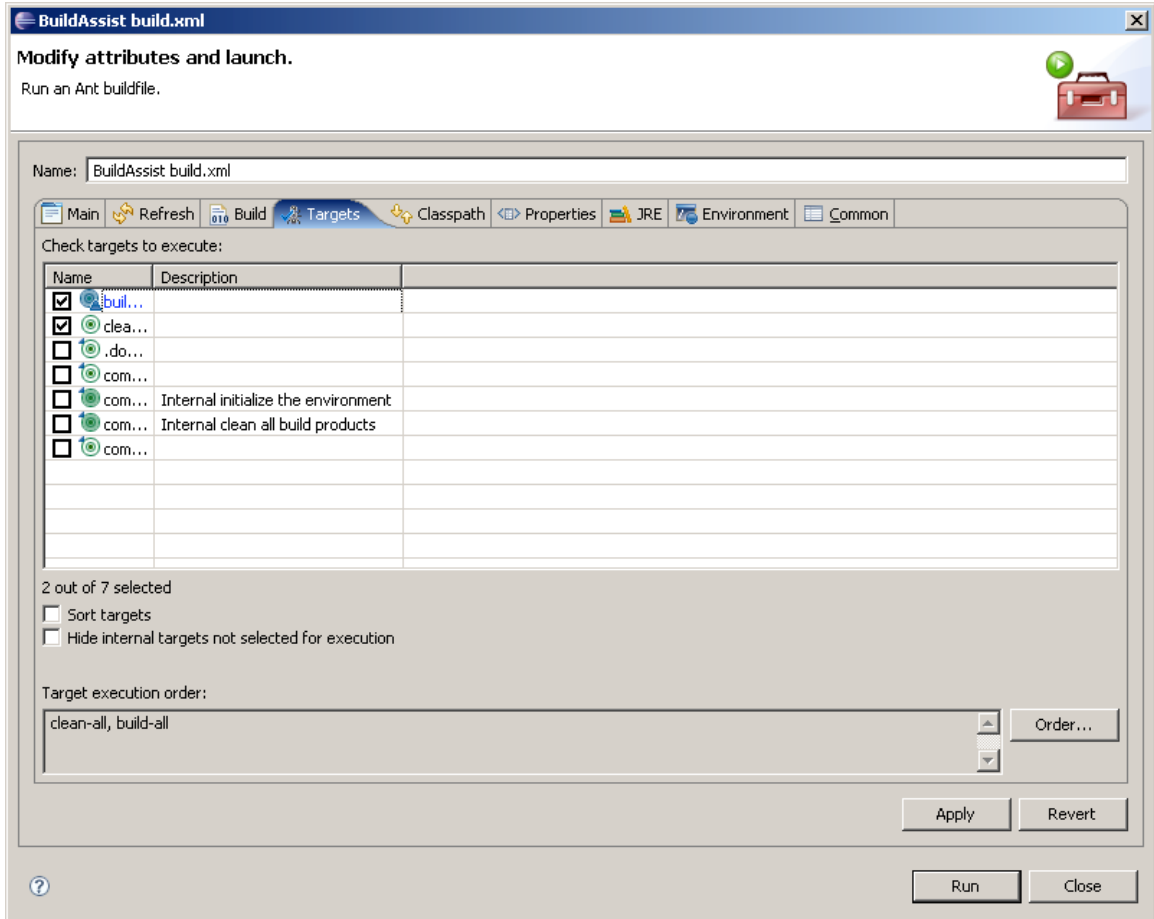 BuildAssist build.xml
Modify attributes and launch.
Run an Ant buildfile.
Name: BuildAssist build.xml
Main Refresh Build Targets Classpath Properties JRE Environment Common
Check targets to execute:
Name Description
buil...
clea...
.do...
com...
com... Internal initialize the environment
com... Internal clean all build products
com...
2 out of 7 selected
Sort targets
Hide internal targets not selected for execution
Target execution order:
clean-all, build-all
Order...
Apply Revert
Run Close